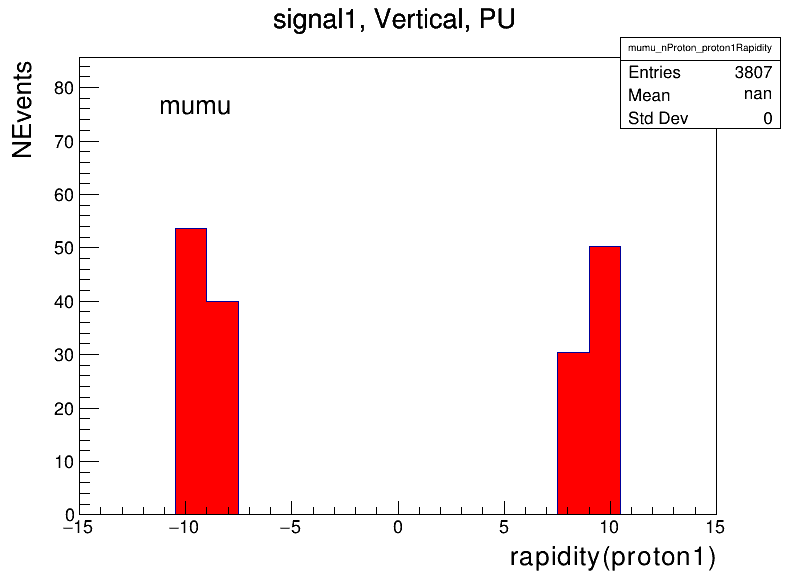 signal1, Vertical, PU
mumu_nProton_proton1Rapidity
Entries 3807
Mean nan
Std Dev 0
NEvents
mumu
80
70
60
50
40
30
20
10
0
−15 −10 −5 0 5 10 15
rapidity(proton1)